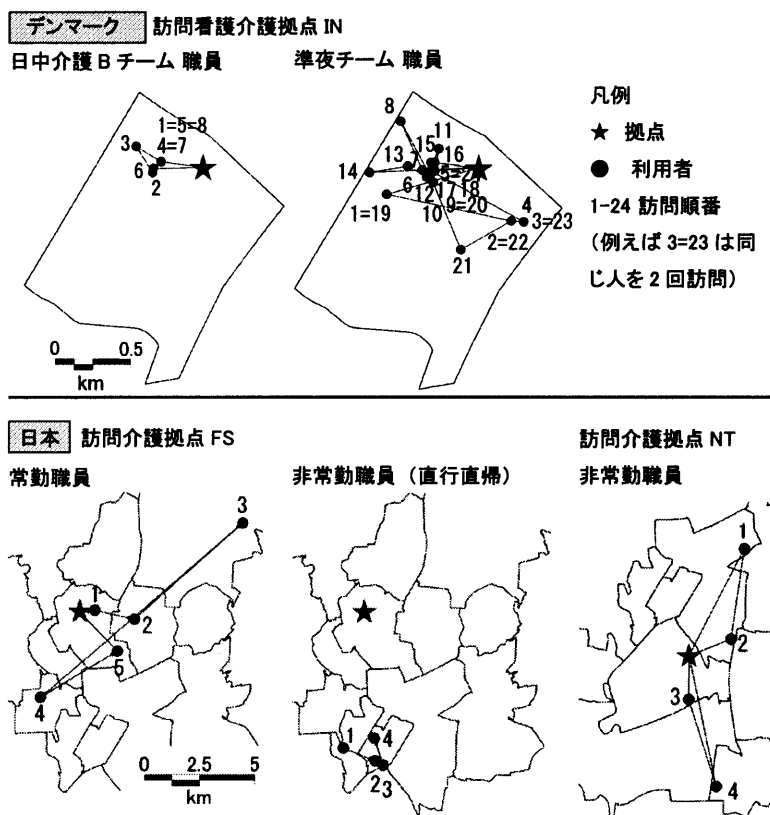 デンマーク 訪問看護介護拠点 IN
日中介護 B チーム 職員
準夜チーム 職員
凡例
★ 拠点
● 利用者
1-24 訪問順番
(例えば 3=23 は同
じ人を 2 回訪問)
1=5=8
4=7
3
6
2
8
11
15
16
13
7
14
6
12
17
18
1=19
10
9=20
4
3=23
2=22
21
0 0.5
km
日本 訪問介護拠点 FS
常勤職員
非常勤職員 (直行直帰)
訪問介護拠点 NT
非常勤職員
3
1
2
5
4
0 2.5 5
km
1
4
2
3
1
2
3
4